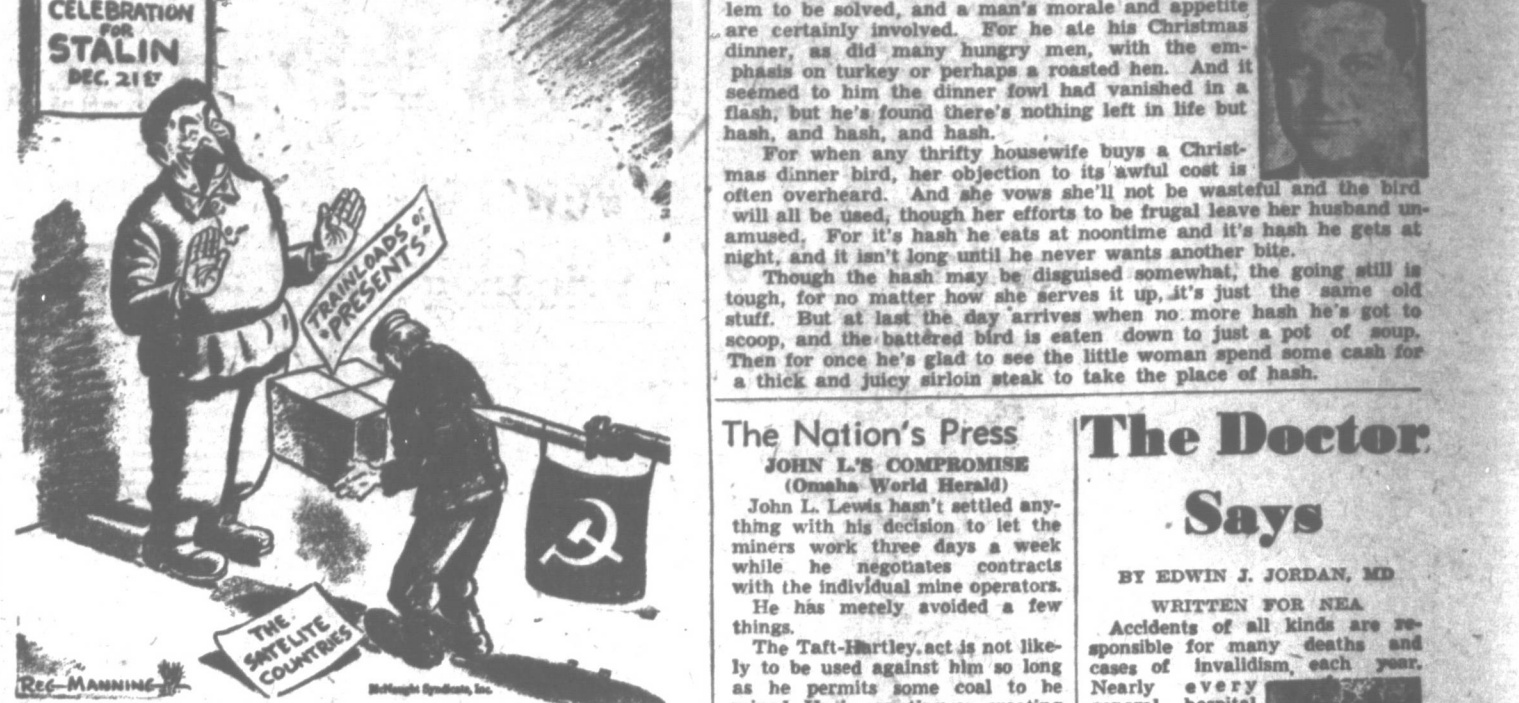 CELEBRATION
FOR
STALIN
DEC. 21ST
TRAINLOADS OF
"PRESENTS"
THE
SATELITE
COUNTRIES
REG MANNING
McNaught Syndicate, Inc.
lem to be solved, and a man's morale and appetite
are certainly involved. For he ate his Christmas
dinner, as did many hungry men, with the em-
phasis on turkey or perhaps a roasted hen. And it
seemed to him the dinner fowl had vanished in a
flash, but he's found there's nothing left in life but
hash, and hash, and hash.
For when any thrifty housewife buys a Christ-
mas dinner bird, her objection to its awful cost is
often overheard. And she vows she'll not be wasteful and the bird
will all be used, though her efforts to be frugal leave her husband un-
amused. For it's hash he eats at noontime and it's hash he gets at
night, and it isn't long until he never wants another bite.
Though the hash may be disguised somewhat, the going still is
tough, for no matter how she serves it up, it's just the same old
stuff. But at last the day arrives when no more hash he's got to
scoop, and the battered bird is eaten down to just a pot of soup.
Then for once he's glad to see the little woman spend some cash for
a thick and juicy sirloin steak to take the place of hash.
The Nation's Press
JOHN L.'S COMPROMISE
(Omaha World Herald)
John L. Lewis hasn't settled any-
thing with his decision to let the
miners work three days a week
while he negotiates contracts
with the individual mine operators.
He has merely avoided a few
things.
The Taft-Hartley act is not like-
ly to be used against him so long
as he permits some coal to be
The Doctor
Says
BY EDWIN J. JORDAN, MD
WRITTEN FOR NEA
Accidents of all kinds are re-
sponsible for many deaths and
cases of invalidism each year.
Nearly every